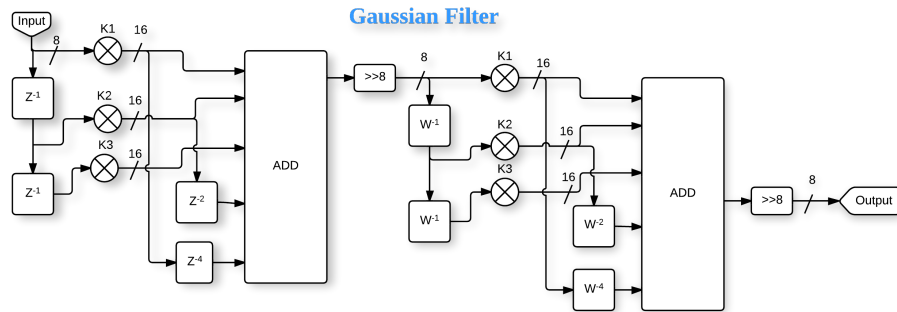 Gaussian Filter
Input
8
K1
16
Z-1
K2
16
K3
16
Z-1
Z-2
Z-4
ADD
>>8
8
K1
16
W-1
K2
16
K3
16
W-1
W-2
W-4
ADD
>>8
8
Output